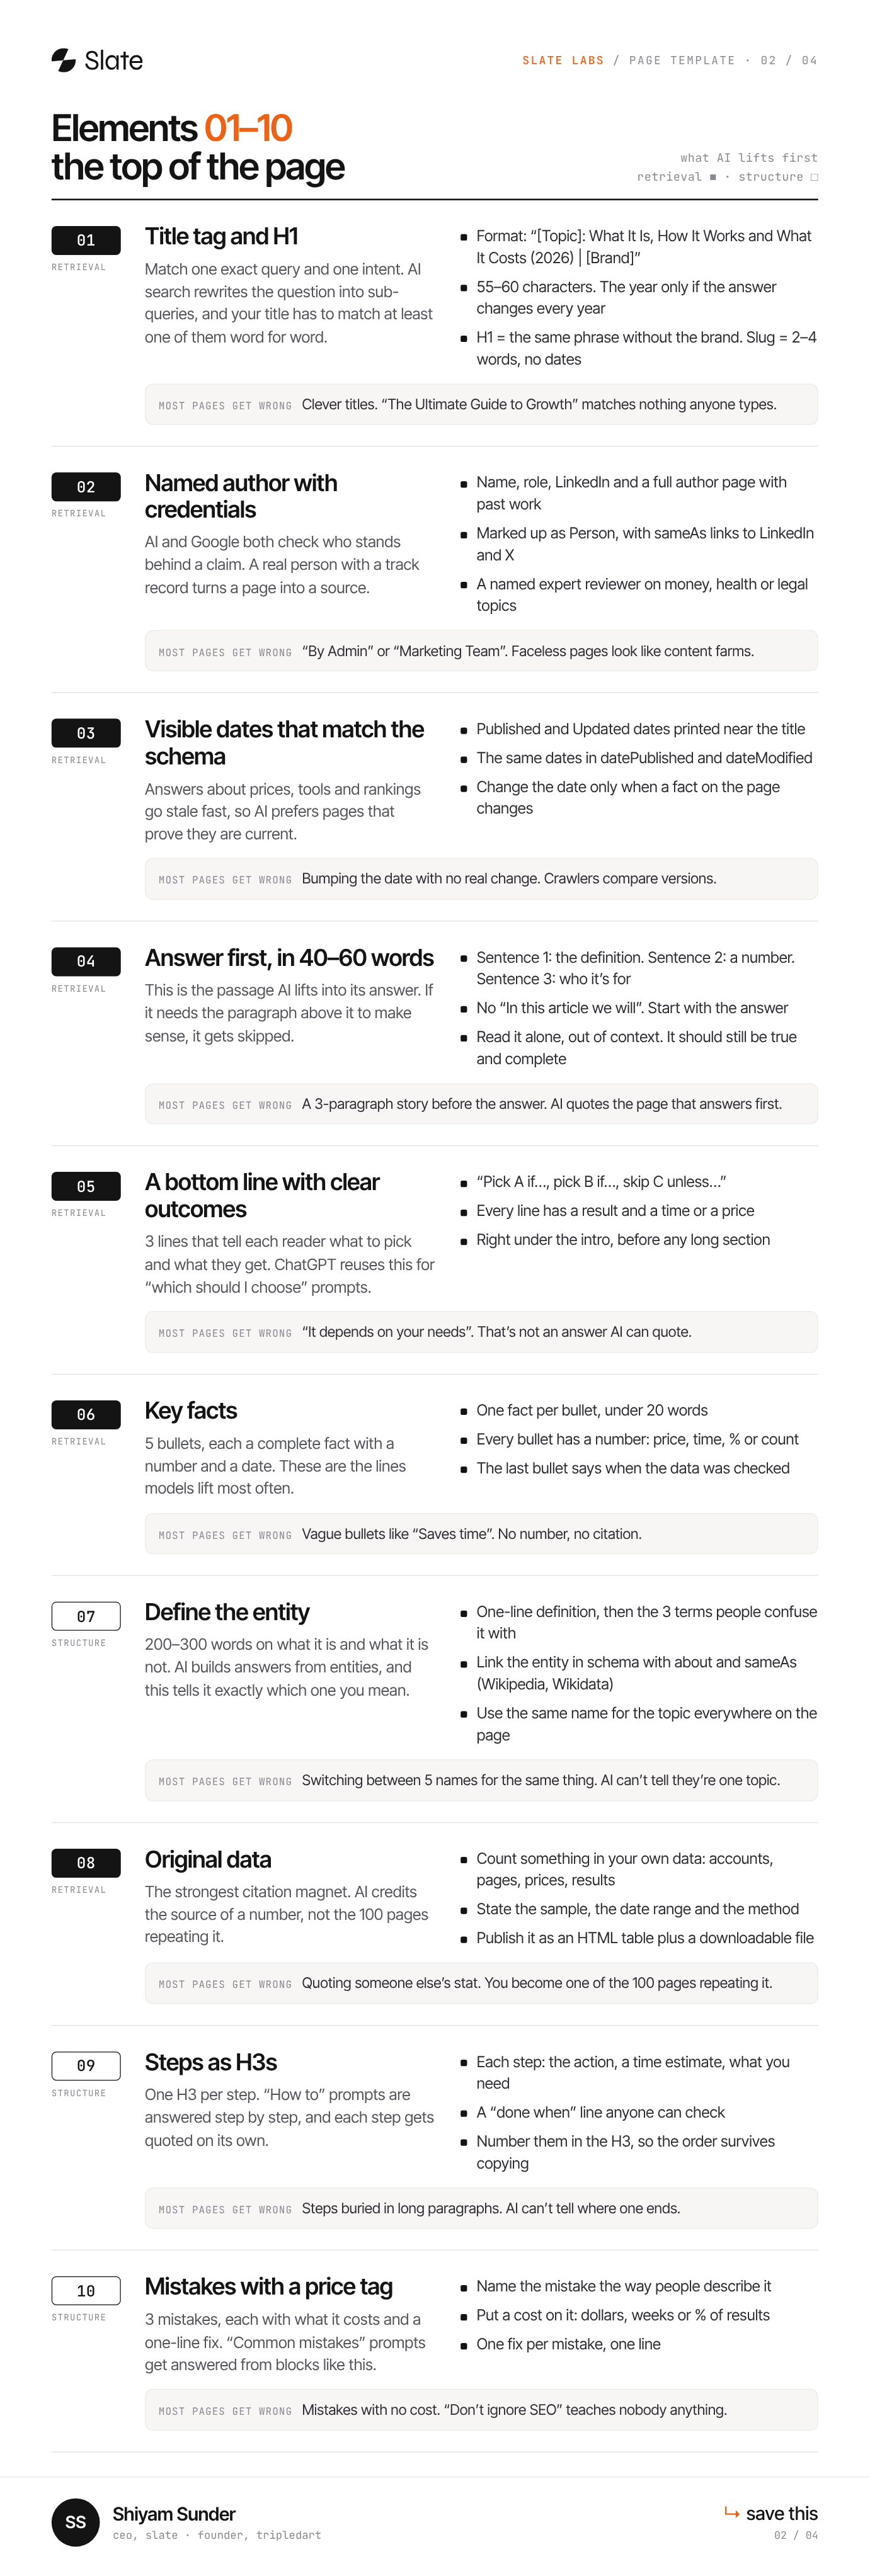 Slate
SLATE LABS / PAGE TEMPLATE · 02 / 04
Elements 01–10
the top of the page
what AI lifts first
retrieval ■ · structure □
01
RETRIEVAL
Title tag and H1
Match one exact query and one intent. AI
search rewrites the question into sub-
queries, and your title has to match at least
one of them word for word.
Format: “[Topic]: What It Is, How It Works and What
It Costs (2026) | [Brand]”
55–60 characters. The year only if the answer
changes every year
H1 = the same phrase without the brand. Slug = 2–4
words, no dates
MOST PAGES GET WRONG Clever titles. “The Ultimate Guide to Growth” matches nothing anyone types.
02
RETRIEVAL
Named author with
credentials
AI and Google both check who stands
behind a claim. A real person with a track
record turns a page into a source.
Name, role, LinkedIn and a full author page with
past work
Marked up as Person, with sameAs links to LinkedIn
and X
A named expert reviewer on money, health or legal
topics
MOST PAGES GET WRONG “By Admin” or “Marketing Team”. Faceless pages look like content farms.
03
RETRIEVAL
Visible dates that match the
schema
Answers about prices, tools and rankings
go stale fast, so AI prefers pages that
prove they are current.
Published and Updated dates printed near the title
The same dates in datePublished and dateModified
Change the date only when a fact on the page
changes
MOST PAGES GET WRONG Bumping the date with no real change. Crawlers compare versions.
04
RETRIEVAL
Answer first, in 40–60 words
This is the passage AI lifts into its answer. If
it needs the paragraph above it to make
sense, it gets skipped.
Sentence 1: the definition. Sentence 2: a number.
Sentence 3: who it’s for
No “In this article we will”. Start with the answer
Read it alone, out of context. It should still be true
and complete
MOST PAGES GET WRONG A 3-paragraph story before the answer. AI quotes the page that answers first.
05
RETRIEVAL
A bottom line with clear
outcomes
3 lines that tell each reader what to pick
and what they get. ChatGPT reuses this for
“which should I choose” prompts.
“Pick A if…, pick B if…, skip C unless…”
Every line has a result and a time or a price
Right under the intro, before any long section
MOST PAGES GET WRONG “It depends on your needs”. That’s not an answer AI can quote.
06
RETRIEVAL
Key facts
5 bullets, each a complete fact with a
number and a date. These are the lines
models lift most often.
One fact per bullet, under 20 words
Every bullet has a number: price, time, % or count
The last bullet says when the data was checked
MOST PAGES GET WRONG Vague bullets like “Saves time”. No number, no citation.
07
STRUCTURE
Define the entity
200–300 words on what it is and what it is
not. AI builds answers from entities, and
this tells it exactly which one you mean.
One-line definition, then the 3 terms people confuse
it with
Link the entity in schema with about and sameAs
(Wikipedia, Wikidata)
Use the same name for the topic everywhere on the
page
MOST PAGES GET WRONG Switching between 5 names for the same thing. AI can’t tell they’re one topic.
08
RETRIEVAL
Original data
The strongest citation magnet. AI credits
the source of a number, not the 100 pages
repeating it.
Count something in your own data: accounts,
pages, prices, results
State the sample, the date range and the method
Publish it as an HTML table plus a downloadable file
MOST PAGES GET WRONG Quoting someone else’s stat. You become one of the 100 pages repeating it.
09
STRUCTURE
Steps as H3s
One H3 per step. “How to” prompts are
answered step by step, and each step gets
quoted on its own.
Each step: the action, a time estimate, what you
need
A “done when” line anyone can check
Number them in the H3, so the order survives
copying
MOST PAGES GET WRONG Steps buried in long paragraphs. AI can’t tell where one ends.
10
STRUCTURE
Mistakes with a price tag
3 mistakes, each with what it costs and a
one-line fix. “Common mistakes” prompts
get answered from blocks like this.
Name the mistake the way people describe it
Put a cost on it: dollars, weeks or % of results
One fix per mistake, one line
MOST PAGES GET WRONG Mistakes with no cost. “Don’t ignore SEO” teaches nobody anything.
SS
Shiyam Sunder
ceo, slate · founder, tripledart
save this
02 / 04